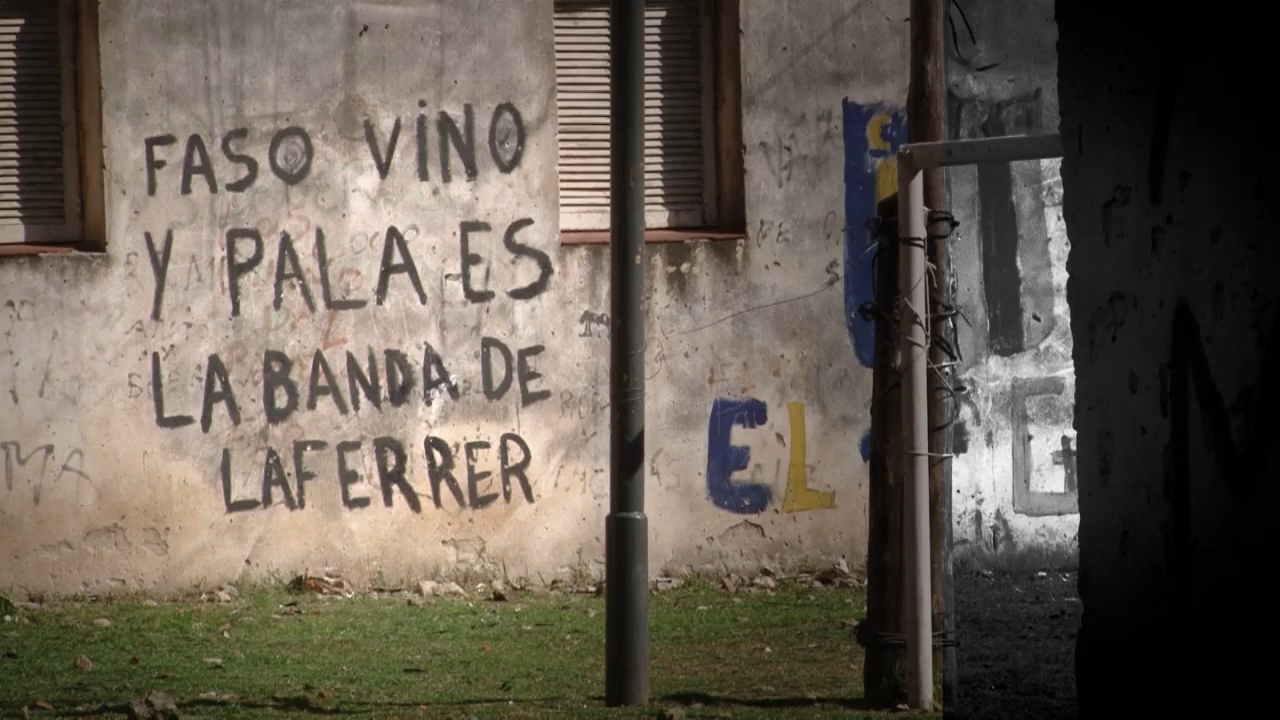 FASO VINO
Y PALA ES
LA BANDA DE
LAFERRER
EL